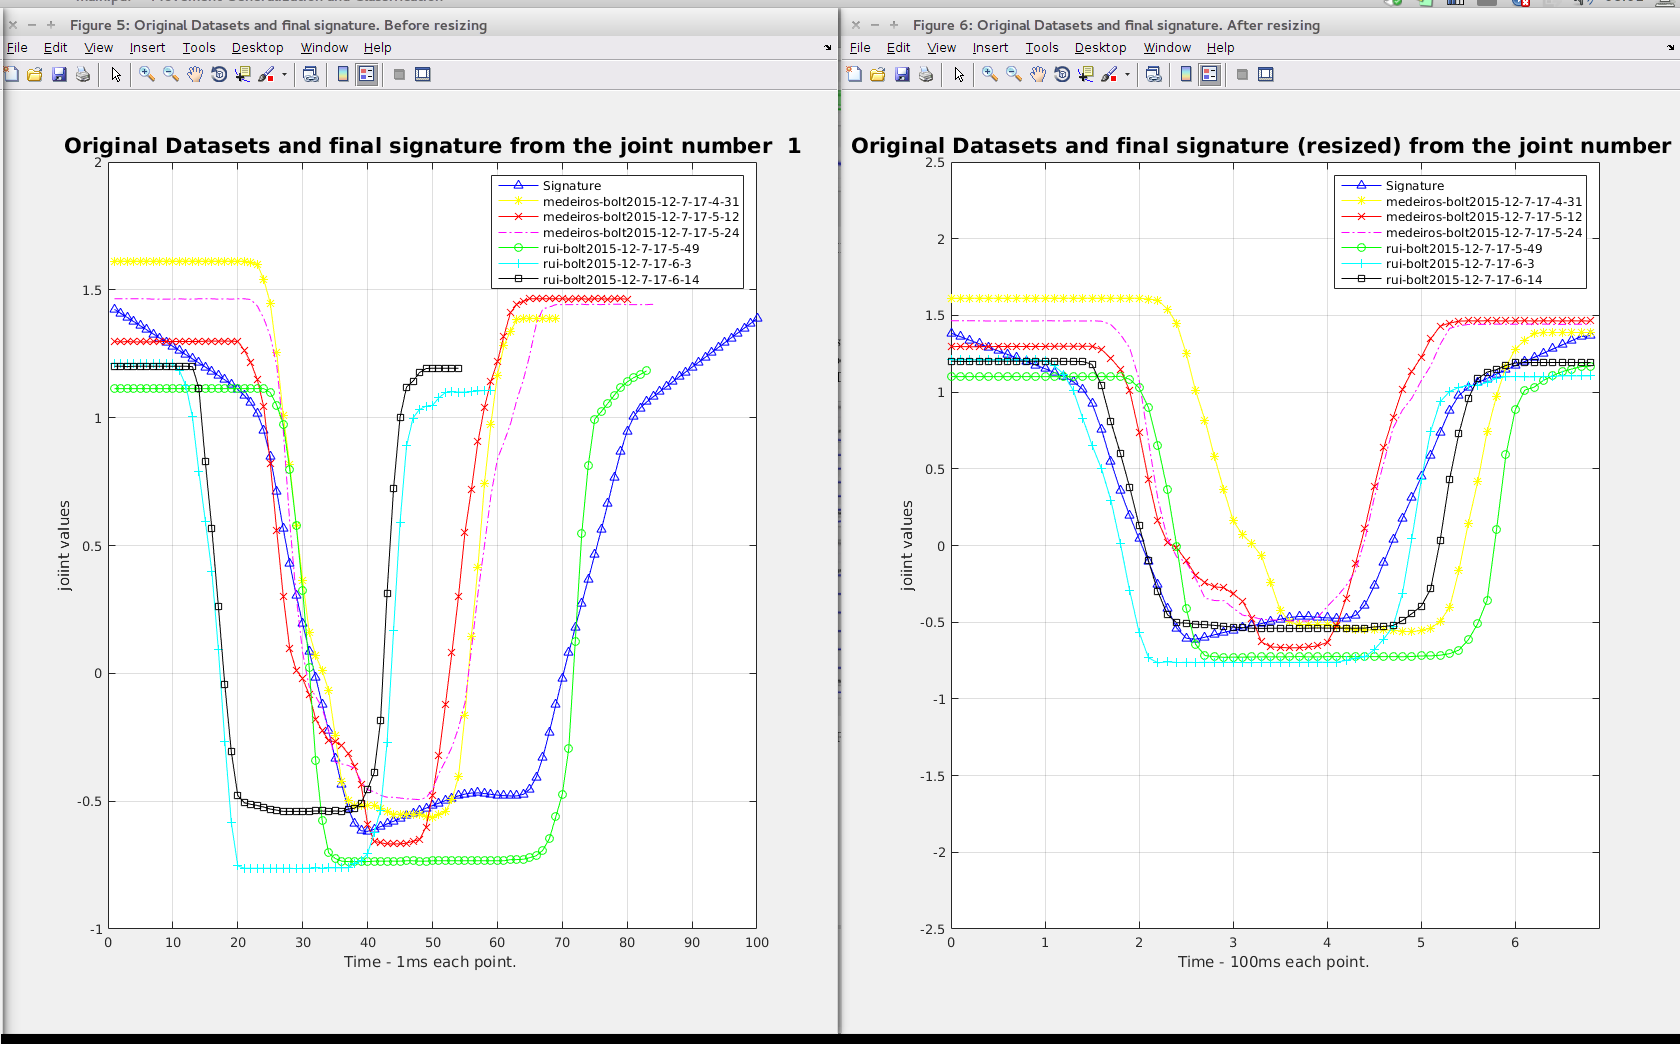 Figure 5: Original Datasets and final signature. Before resizing
File Edit View Insert Tools Desktop Window Help
Original Datasets and final signature from the joint number 1
Signature
medeiros-bolt2015-12-7-17-4-31
medeiros-bolt2015-12-7-17-5-12
medeiros-bolt2015-12-7-17-5-24
rui-bolt2015-12-7-17-5-49
rui-bolt2015-12-7-17-6-3
rui-bolt2015-12-7-17-6-14
2
1.5
1
0.5
0
-0.5
-1
joiint values
0 10 20 30 40 50 60 70 80 90 100
Time - 1ms each point.
Figure 6: Original Datasets and final signature. After resizing
File Edit View Insert Tools Desktop Window Help
Original Datasets and final signature (resized) from the joint number
Signature
medeiros-bolt2015-12-7-17-4-31
medeiros-bolt2015-12-7-17-5-12
medeiros-bolt2015-12-7-17-5-24
rui-bolt2015-12-7-17-5-49
rui-bolt2015-12-7-17-6-3
rui-bolt2015-12-7-17-6-14
2.5
2
1.5
1
0.5
0
-0.5
-1
-1.5
-2
-2.5
joiint values
0 1 2 3 4 5 6
Time - 100ms each point.